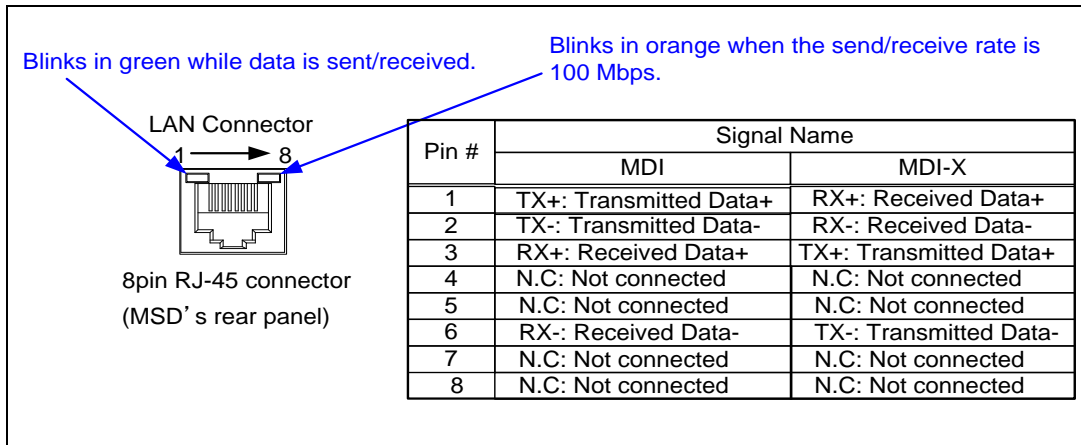 Blinks in green while data is sent/received.
Blinks in orange when the send/receive rate is
100 Mbps.
LAN Connector
1 8
8pin RJ-45 connector
(MSD's rear panel)
Pin # Signal Name
MDI MDI-X
1 TX+: Transmitted Data+ RX+: Received Data+
2 TX-: Transmitted Data- RX-: Received Data-
3 RX+: Received Data+ TX+: Transmitted Data+
4 N.C: Not connected N.C: Not connected
5 N.C: Not connected N.C: Not connected
6 RX-: Received Data- TX-: Transmitted Data-
7 N.C: Not connected N.C: Not connected
8 N.C: Not connected N.C: Not connected